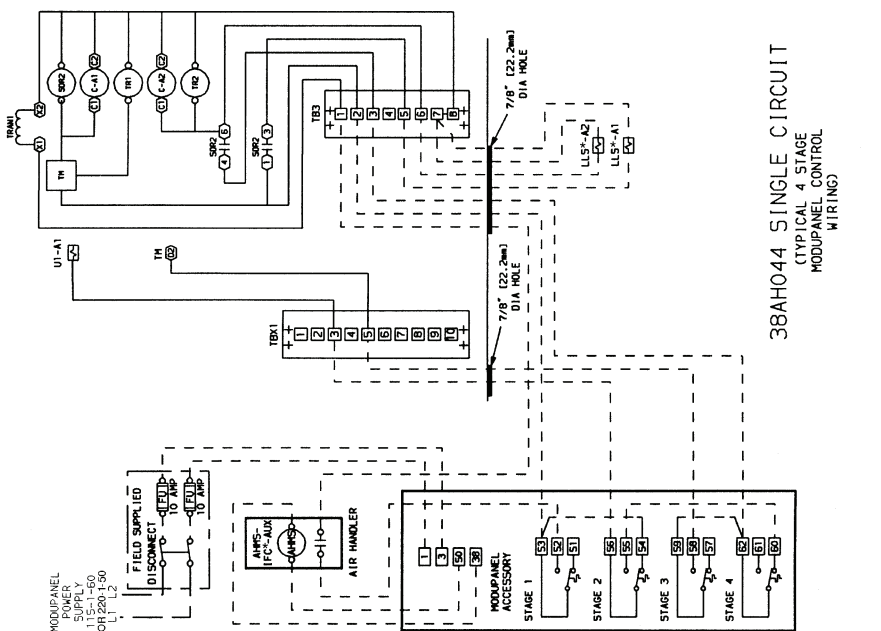 TRAN1
X1
X2
SDR2
C-A1
C1
C2
TR1
C-A2
C1
C2
TR2
TM
SDR2
4
6
SDR2
1
3
TB3
1
2
3
4
5
6
7
8
7/8" [22.2mm]
DIA HOLE
LLS*-A2
LLS*-A1
U1-A1
TM
D2
TBX1
1
2
3
4
5
6
7
8
9
10
7/8" [22.2mm]
DIA HOLE
38AH044 SINGLE CIRCUIT
(TYPICAL 4 STAGE
MODUPANEL CONTROL
WIRING)
MODUPANEL
POWER
SUPPLY
115-1-60
OR 220-1-50
L1 L2
FIELD SUPPLIED
DISCONNECT
FU
10 AMP
FU
10 AMP
AHMS-
IFC*-AUX
AHMS
AIR HANDLER
1
3
50
38
MODUPANEL
ACCESSORY
STAGE 1
53
52
51
STAGE 2
56
55
54
STAGE 3
59
58
57
STAGE 4
62
61
60